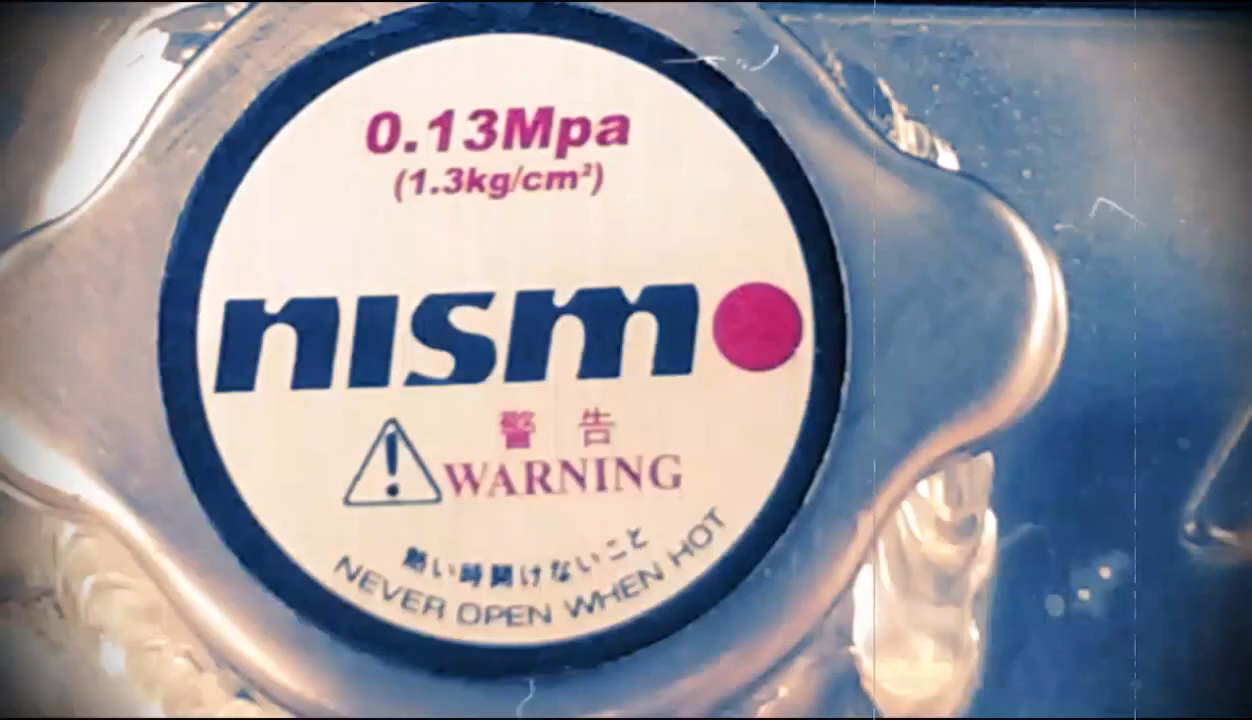 0.13Mpa
(1.3kg/cm²)
nismo
警告
WARNING
熱い時開けないこと
NEVER OPEN WHEN HOT